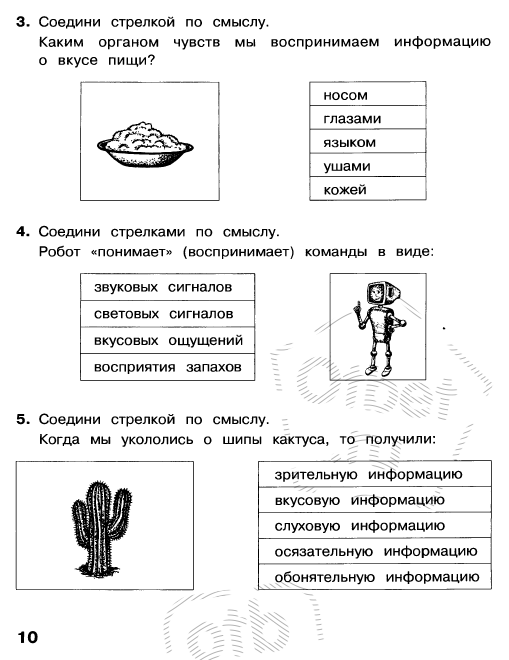 3. Соедини стрелкой по смыслу.
Каким органом чувств мы воспринимаем информацию
о вкусе пищи?
носом
глазами
языком
ушами
кожей
4. Соедини стрелками по смыслу.
Робот «понимает» (воспринимает) команды в виде:
звуковых сигналов
световых сигналов
вкусовых ощущений
восприятия запахов
5. Соедини стрелкой по смыслу.
Когда мы укололись о шипы кактуса, то получили:
зрительную информацию
вкусовую информацию
слуховую информацию
осязательную информацию
обонятельную информацию
10